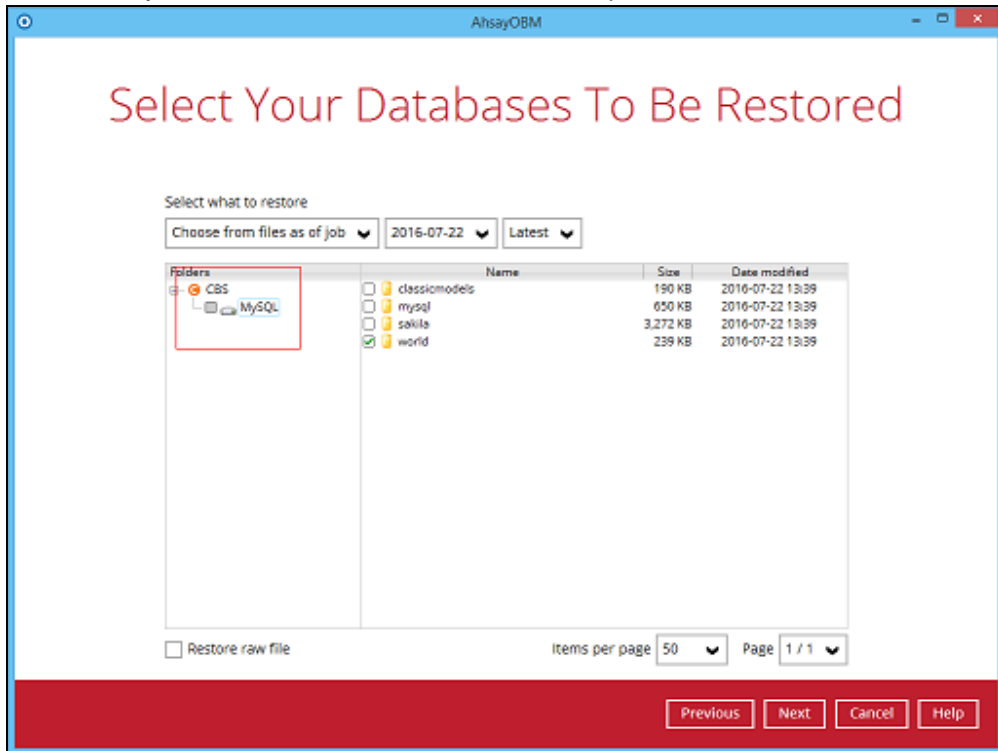 AhsayOBM
Select Your Databases To Be Restored
Select what to restore
Choose from files as of job 2016-07-22 Latest
Folders Name Size Date modified
CBS classicmodels 190 KB 2016-07-22 13:39
MySQL mysql 650 KB 2016-07-22 13:39
sakila 3,272 KB 2016-07-22 13:39
world 239 KB 2016-07-22 13:39
Restore raw file Items per page 50 Page 1 / 1
Previous Next Cancel Help